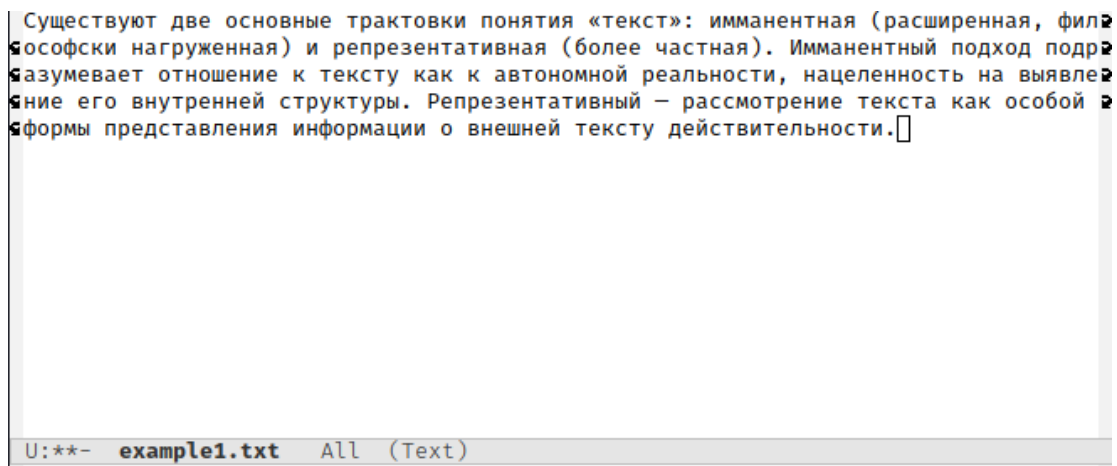 Существуют две основные трактовки понятия «текст»: имманентная (расширенная, фил
ософски нагруженная) и репрезентативная (более частная). Имманентный подход подр
азумевает отношение к тексту как к автономной реальности, нацеленность на выявле
ние его внутренней структуры. Репрезентативный — рассмотрение текста как особой
формы представления информации о внешней тексту действительности.
U:**- example1.txt All (Text)